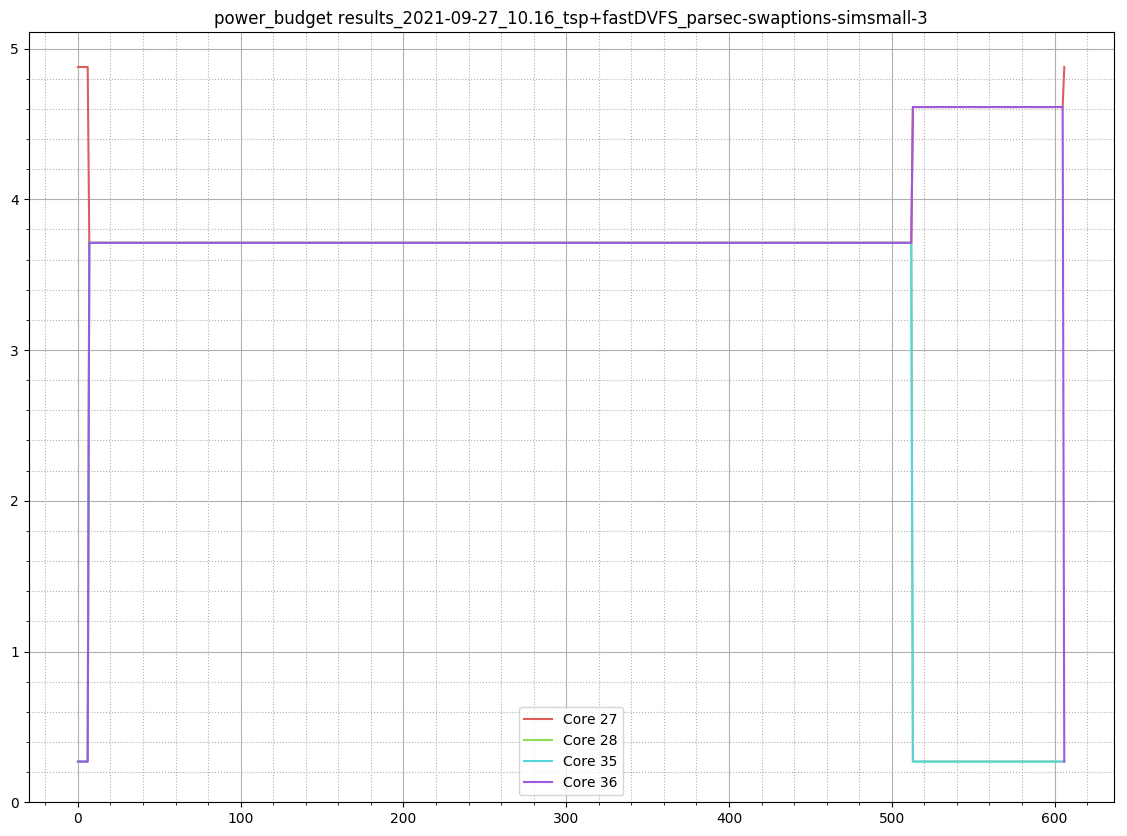 power_budget results_2021-09-27_10.16_tsp+fastDVFS_parsec-swaptions-simsmall-3
5
4
3
2
1
0
Core 27
Core 28
Core 35
Core 36
0 100 200 300 400 500 600